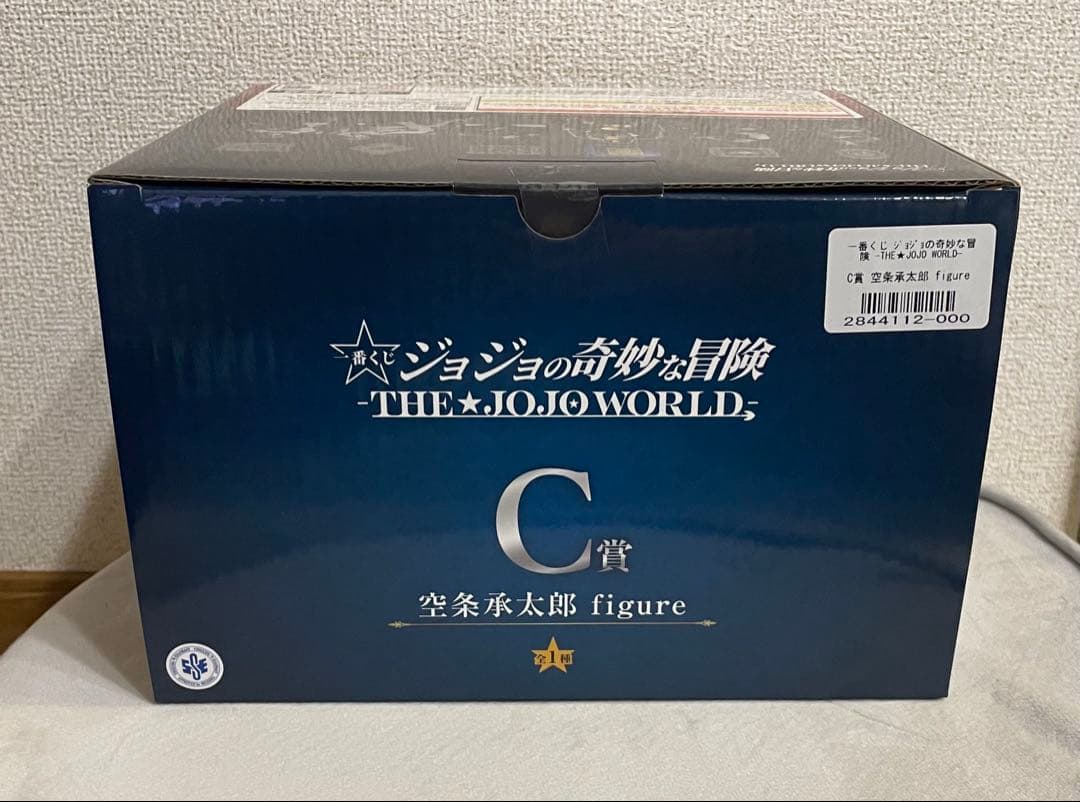 一番くじ ジョジョの奇妙な冒
険 -THE★JOJO WORLD-
C賞 空条承太郎 figure
2844112-000
一番くじ ジョジョの奇妙な冒険
-THE★JOJO WORLD-
C賞
空条承太郎 figure
全1種